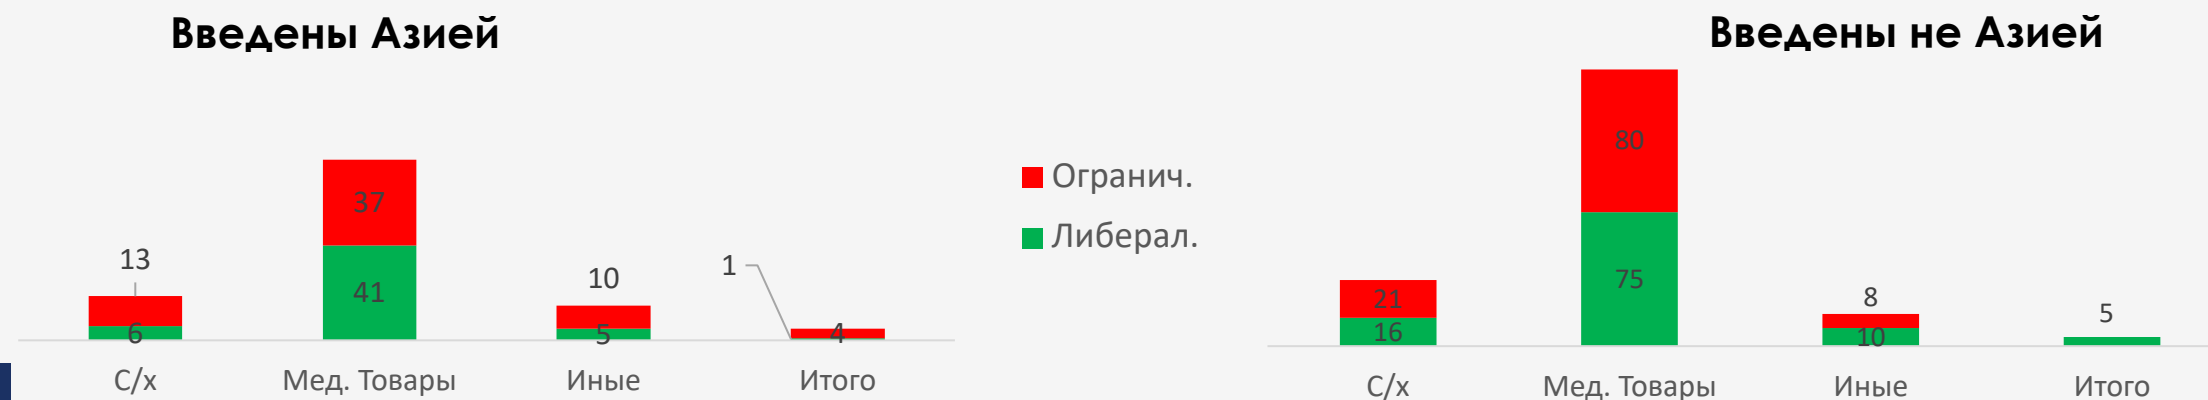 Введены Азией
13
6
37
41
10
5
1
4
С/х
Мед. Товары
Иные
Итого
Огранич.
Либерал.
Введены не Азией
21
16
80
75
8
10
5
С/х
Мед. Товары
Иные
Итого